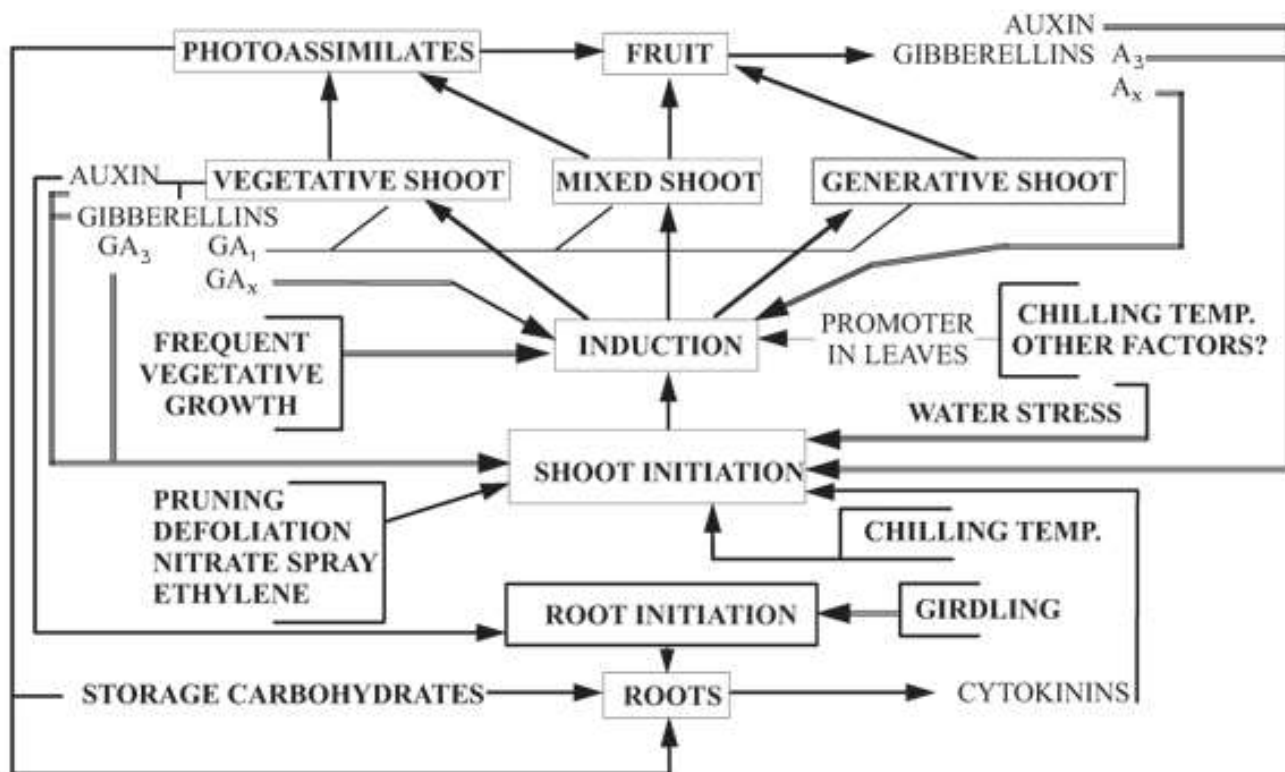 AUXIN
PHOTOASSIMILATES
FRUIT
GIBBERELLINS A₃
Aₓ
AUXIN
VEGETATIVE SHOOT
MIXED SHOOT
GENERATIVE SHOOT
GIBBERELLINS
GA₃
GA₁
GAₓ
FREQUENT
VEGETATIVE
GROWTH
INDUCTION
PROMOTER
IN LEAVES
CHILLING TEMP.
OTHER FACTORS?
WATER STRESS
SHOOT INITIATION
PRUNING
DEFOLIATION
NITRATE SPRAY
ETHYLENE
CHILLING TEMP.
ROOT INITIATION
GIRDLING
STORAGE CARBOHYDRATES
ROOTS
CYTOKININS